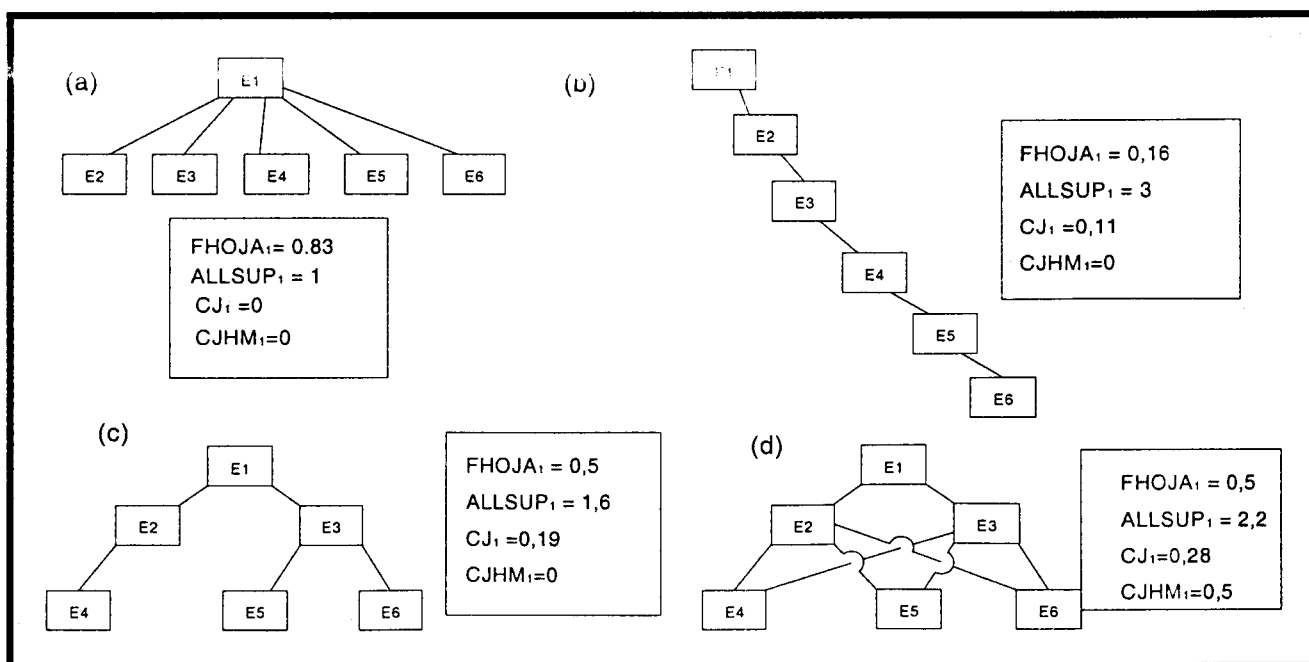 (a)
E1
E2 E3 E4 E5 E6
FHOJA₁= 0.83
ALLSUP₁ = 1
CJ₁ =0
CJHM₁=0
(b)
E1
E2
E3
E4
E5
E6
FHOJA₁ = 0,16
ALLSUP₁ = 3
CJ₁ =0,11
CJHM₁=0
(c)
E1
E2 E3
E4 E5 E6
FHOJA₁ = 0,5
ALLSUP₁ = 1,6
CJ₁ =0,19
CJHM₁=0
(d)
E1
E2 E3
E4 E5 E6
FHOJA₁ = 0,5
ALLSUP₁ = 2,2
CJ₁=0,28
CJHM₁=0,5